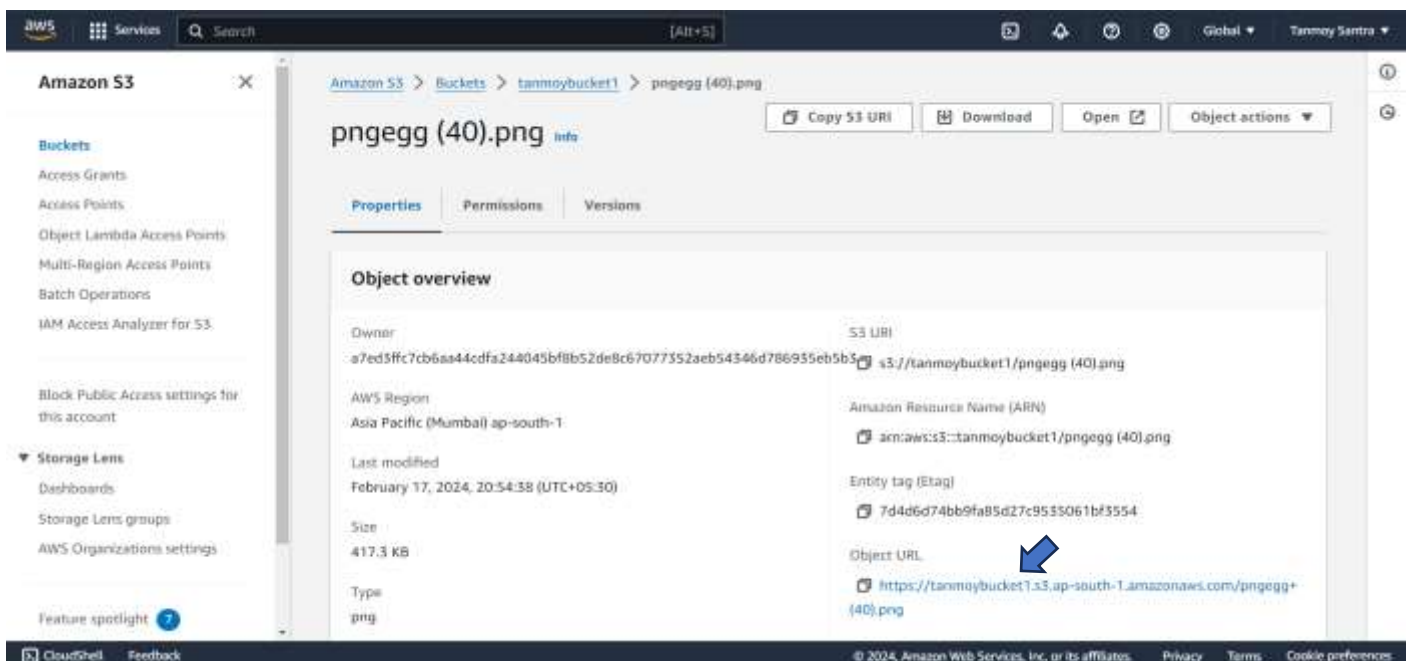 aws Services Search [Alt+S] Global Tanmoy Santra
Amazon S3
Buckets
Access Grants
Access Points
Object Lambda Access Points
Multi-Region Access Points
Batch Operations
IAM Access Analyzer for S3
Block Public Access settings for
this account
Storage Lens
Dashboards
Storage Lens groups
AWS Organizations settings
Feature spotlight 7
Amazon S3 > Buckets > tanmoybucket1 > pngegg (40).png
pngegg (40).png Info
Copy S3 URI Download Open Object actions
Properties Permissions Versions
Object overview
Owner
a7ed3ffc7cb6aa44cdfa244045bf8b52de8c67077352aeb54346d786935eb5b3
AWS Region
Asia Pacific (Mumbai) ap-south-1
Last modified
February 17, 2024, 20:54:38 (UTC+05:30)
Size
417.3 KB
Type
png
S3 URI
s3://tanmoybucket1/pngegg (40).png
Amazon Resource Name (ARN)
arn:aws:s3:::tanmoybucket1/pngegg (40).png
Entity tag (Etag)
7d4d6d74bb9fa85d27c9535061bf3554
Object URL
https://tanmoybucket1.s3.ap-south-1.amazonaws.com/pngegg+
(40).png
CloudShell Feedback © 2024, Amazon Web Services, Inc. or its affiliates. Privacy Terms Cookie preferences